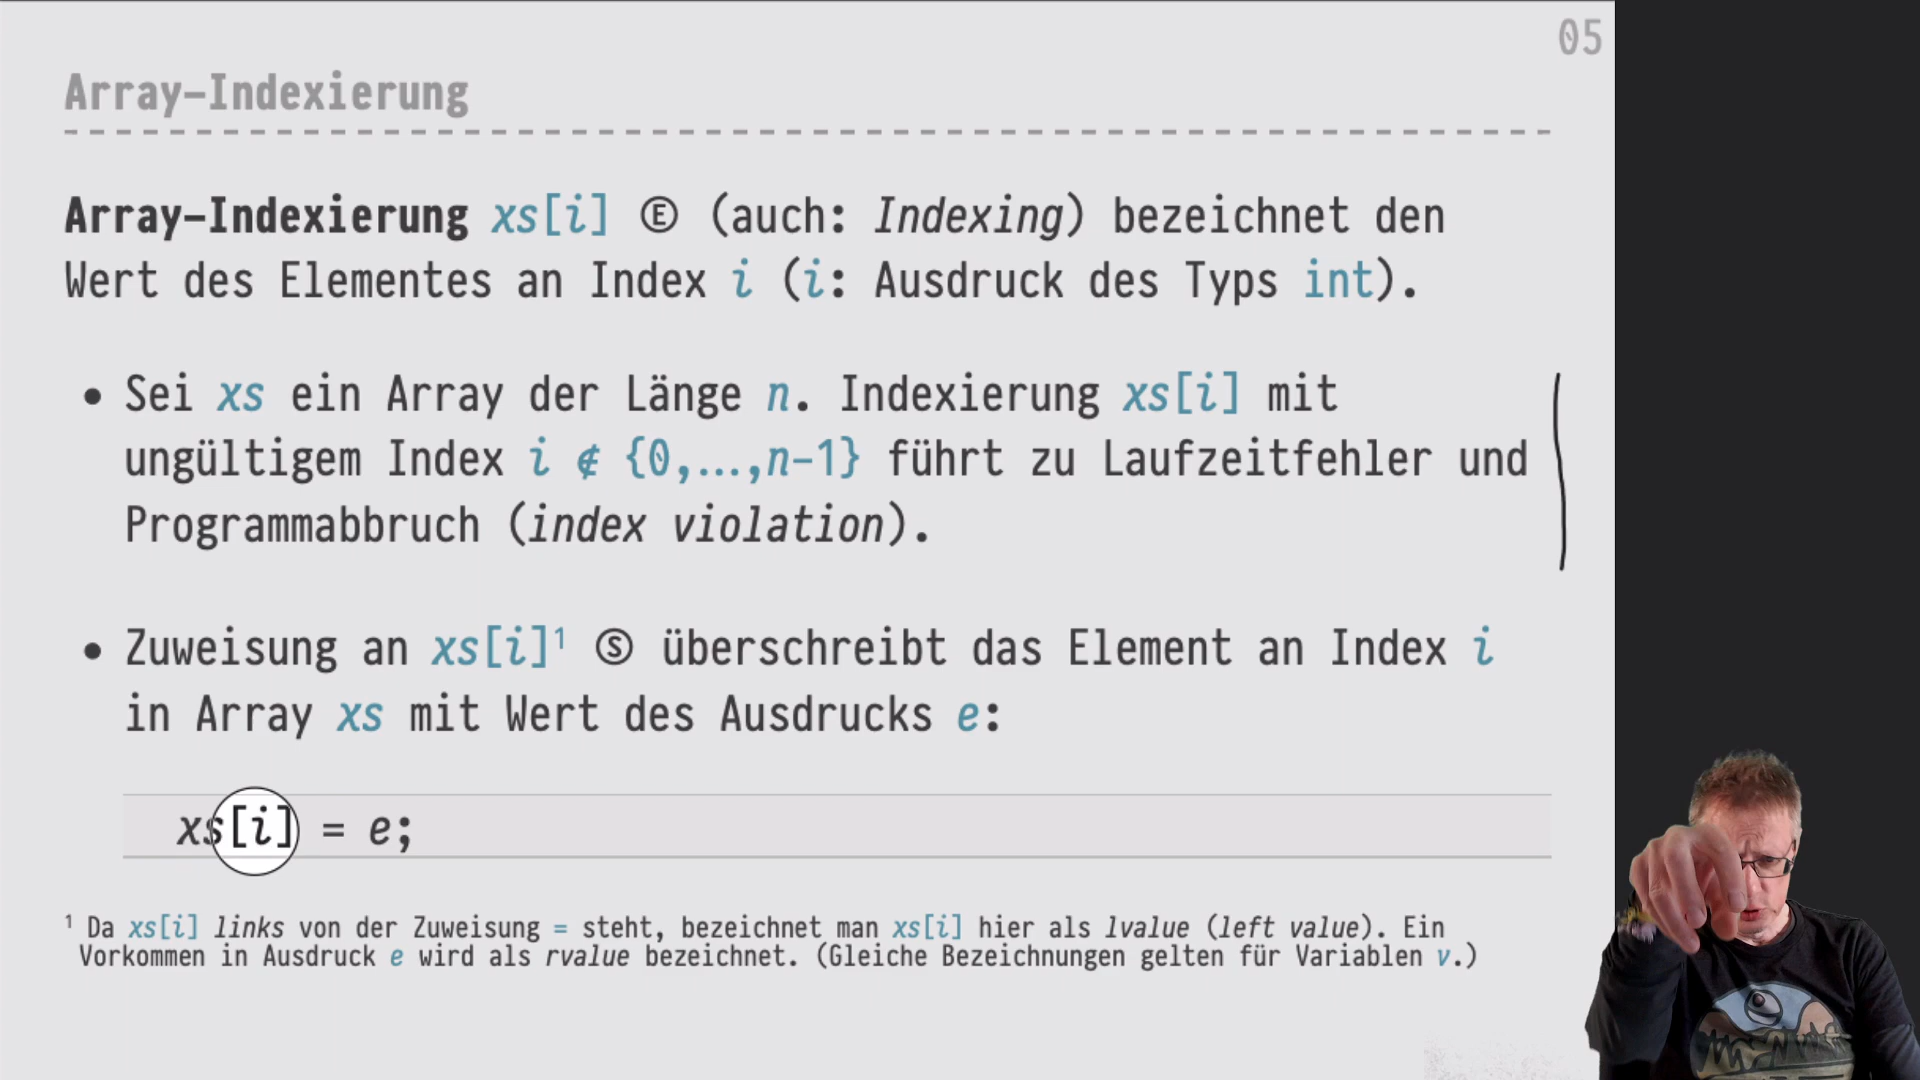 05
Array-Indexierung
Array-Indexierung xs[i] Ⓔ (auch: Indexing) bezeichnet den
Wert des Elementes an Index i (i: Ausdruck des Typs int).
• Sei xs ein Array der Länge n. Indexierung xs[i] mit
ungültigem Index i ∉ {0,...,n-1} führt zu Laufzeitfehler und
Programmabbruch (index violation).
• Zuweisung an xs[i]¹ Ⓢ überschreibt das Element an Index i
in Array xs mit Wert des Ausdrucks e:
xs[i] = e;
¹ Da xs[i] links von der Zuweisung = steht, bezeichnet man xs[i] hier als lvalue (left value). Ein
Vorkommen in Ausdruck e wird als rvalue bezeichnet. (Gleiche Bezeichnungen gelten für Variablen v.)